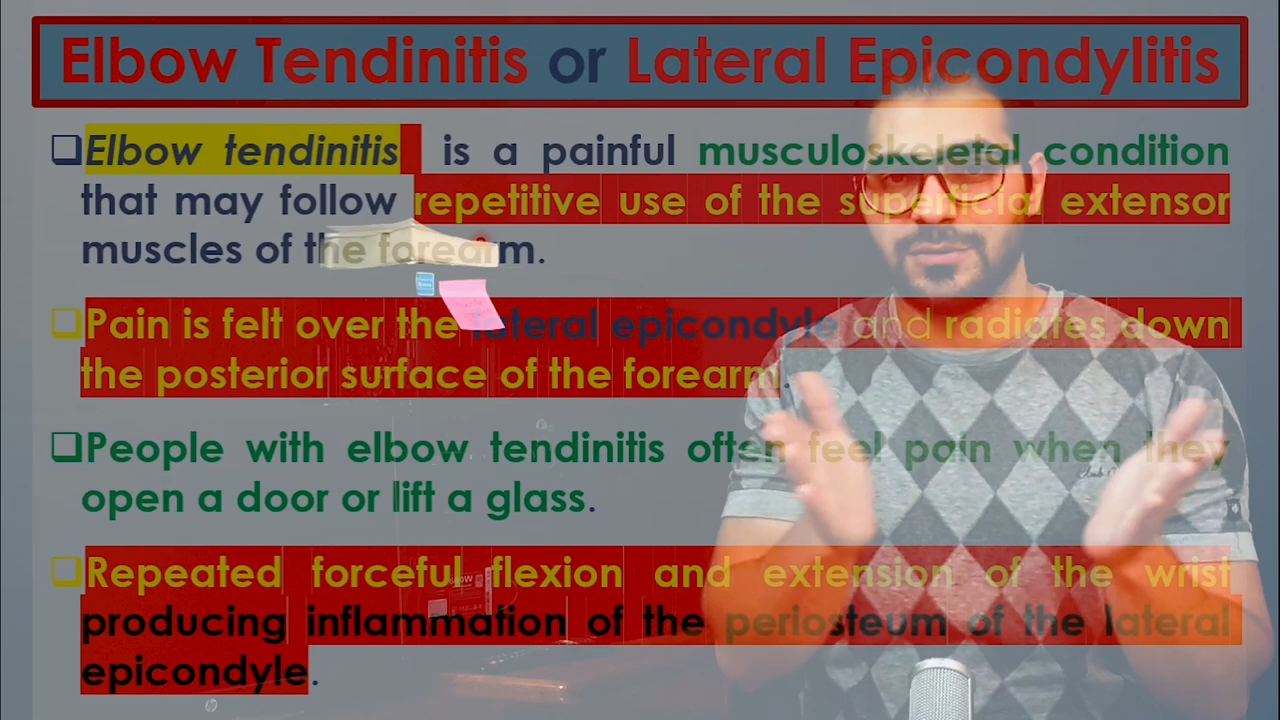 Elbow Tendinitis or Lateral Epicondylitis
❑Elbow tendinitis is a painful musculoskeletal condition
that may follow repetitive use of the superficial extensor
muscles of the forearm.
❑Pain is felt over the lateral epicondyle and radiates down
the posterior surface of the forearm.
❑People with elbow tendinitis often feel pain when they
open a door or lift a glass.
❑Repeated forceful flexion and extension of the wrist
producing inflammation of the periosteum of the lateral
epicondyle.
hp